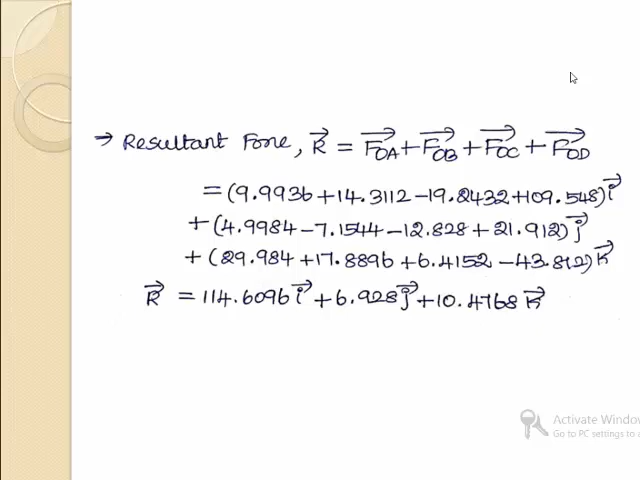 → Resultant Force, R⃗ = F⃗OA + F⃗OB + F⃗OC + F⃗OD
= (9.9936 + 14.3112 - 19.2432 + 109.548) i⃗
+ (4.9984 - 7.1544 - 12.828 + 21.912) j⃗
+ (29.984 + 17.8896 + 6.4152 - 43.812) k⃗
R⃗ = 114.6096 i⃗ + 6.928 j⃗ + 10.4768 k⃗
Activate Window
Go to PC settings to